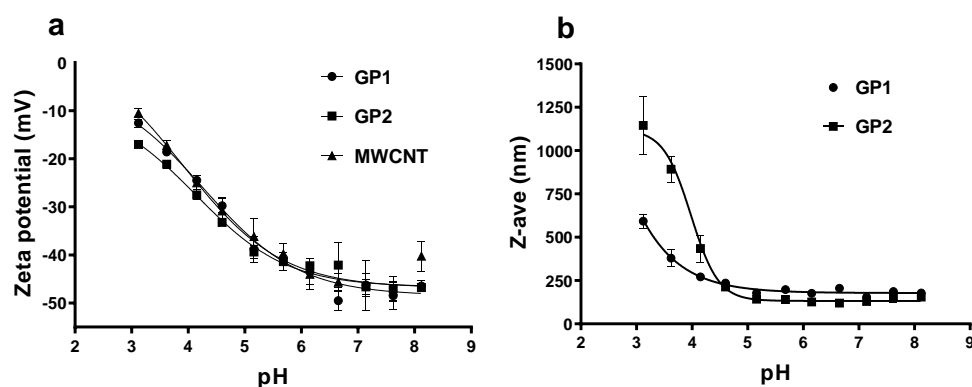 a
Zeta potential (mV)
0
-10
-20
-30
-40
-50
2 3 4 5 6 7 8 9
pH
GP1
GP2
MWCNT
b
Z-ave (nm)
1500
1250
1000
750
500
250
0
2 3 4 5 6 7 8 9
pH
GP1
GP2